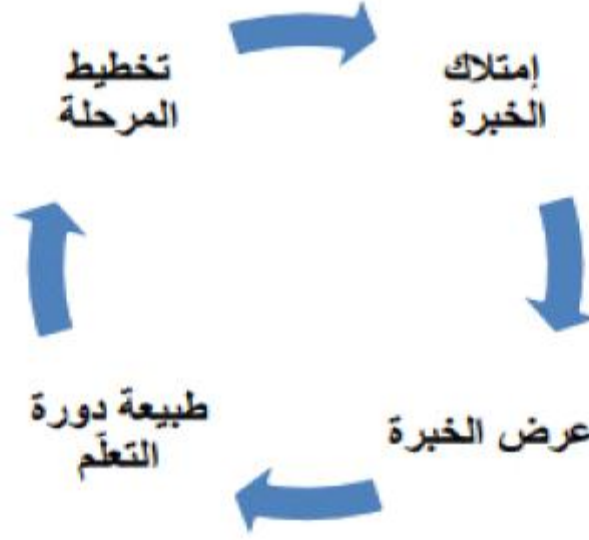 تخطيط
المرحلة
إمتلاك
الخبرة
عرض الخبرة
طبيعة دورة
التعلّم